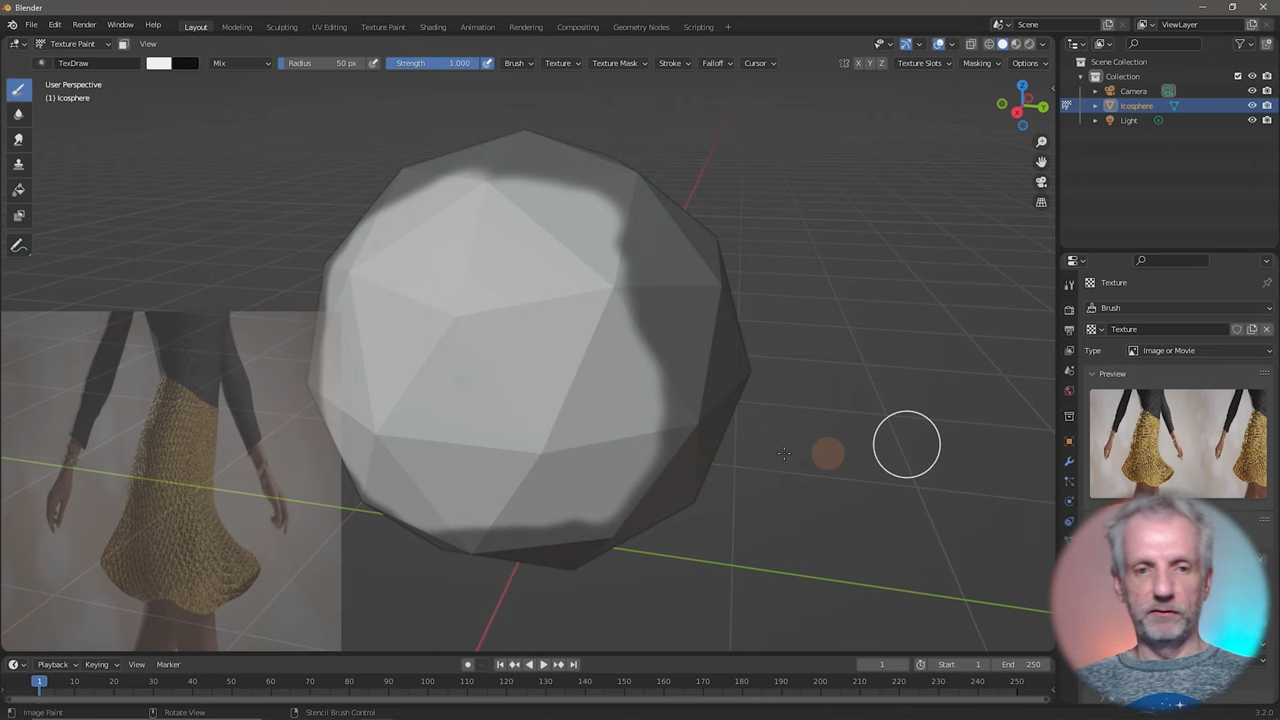 Blender
File Edit Render Window Help Layout Modeling Sculpting UV Editing Texture Paint Shading Animation Rendering Compositing Geometry Nodes Scripting + Scene ViewLayer
Texture Paint View
TexDraw Mix Radius 50 px Strength 1.000 Brush Texture Texture Mask Stroke Falloff Cursor X Y Z Texture Slots Masking Options
Scene Collection
Collection
Camera
Icosphere
Light
User Perspective
(1) Icosphere
Z
Y
X
Texture
Brush
Texture
Type Image or Movie
Preview
Playback Keying View Marker 1 Start 1 End 250
1 10 20 30 40 50 60 70 80 90 100 110 120 130 140 150 160 170 180 190 200 210 220 230 240 250
Image Paint Rotate View Stencil Brush Control 3.2.0